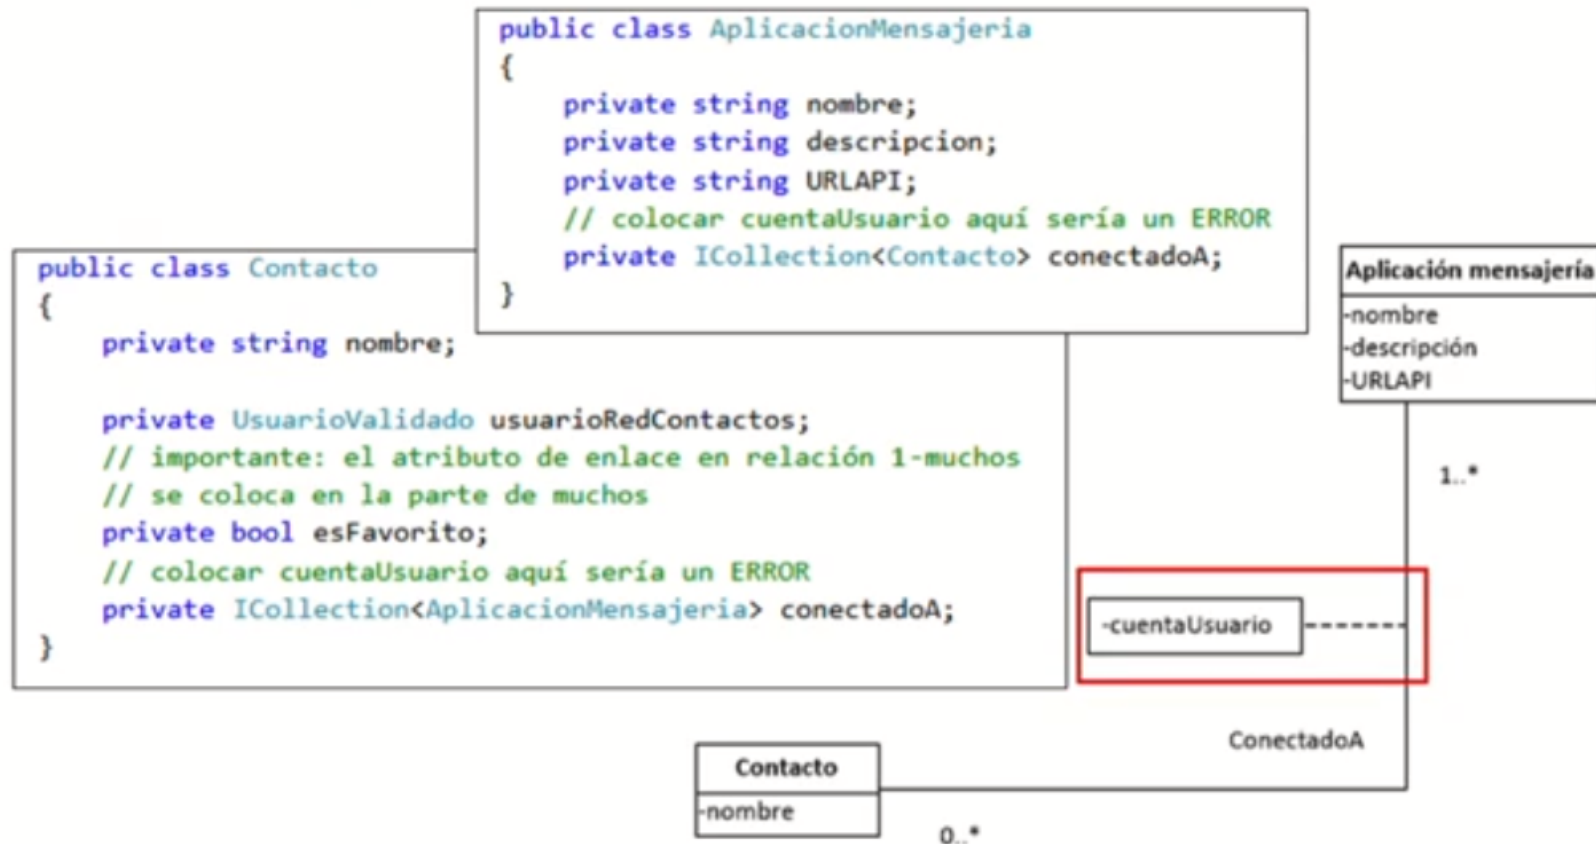 public class AplicacionMensajeria
{
private string nombre;
private string descripcion;
private string URLAPI;
// colocar cuentaUsuario aquí sería un ERROR
private ICollection<Contacto> conectadoA;
}
public class Contacto
{
private string nombre;
private UsuarioValidado usuarioRedContactos;
// importante: el atributo de enlace en relación 1-muchos
// se coloca en la parte de muchos
private bool esFavorito;
// colocar cuentaUsuario aquí sería un ERROR
private ICollection<AplicacionMensajeria> conectadoA;
}
Aplicación mensajería
-nombre
-descripción
-URLAPI
1..*
-cuentaUsuario
ConectadoA
Contacto
-nombre
0..*